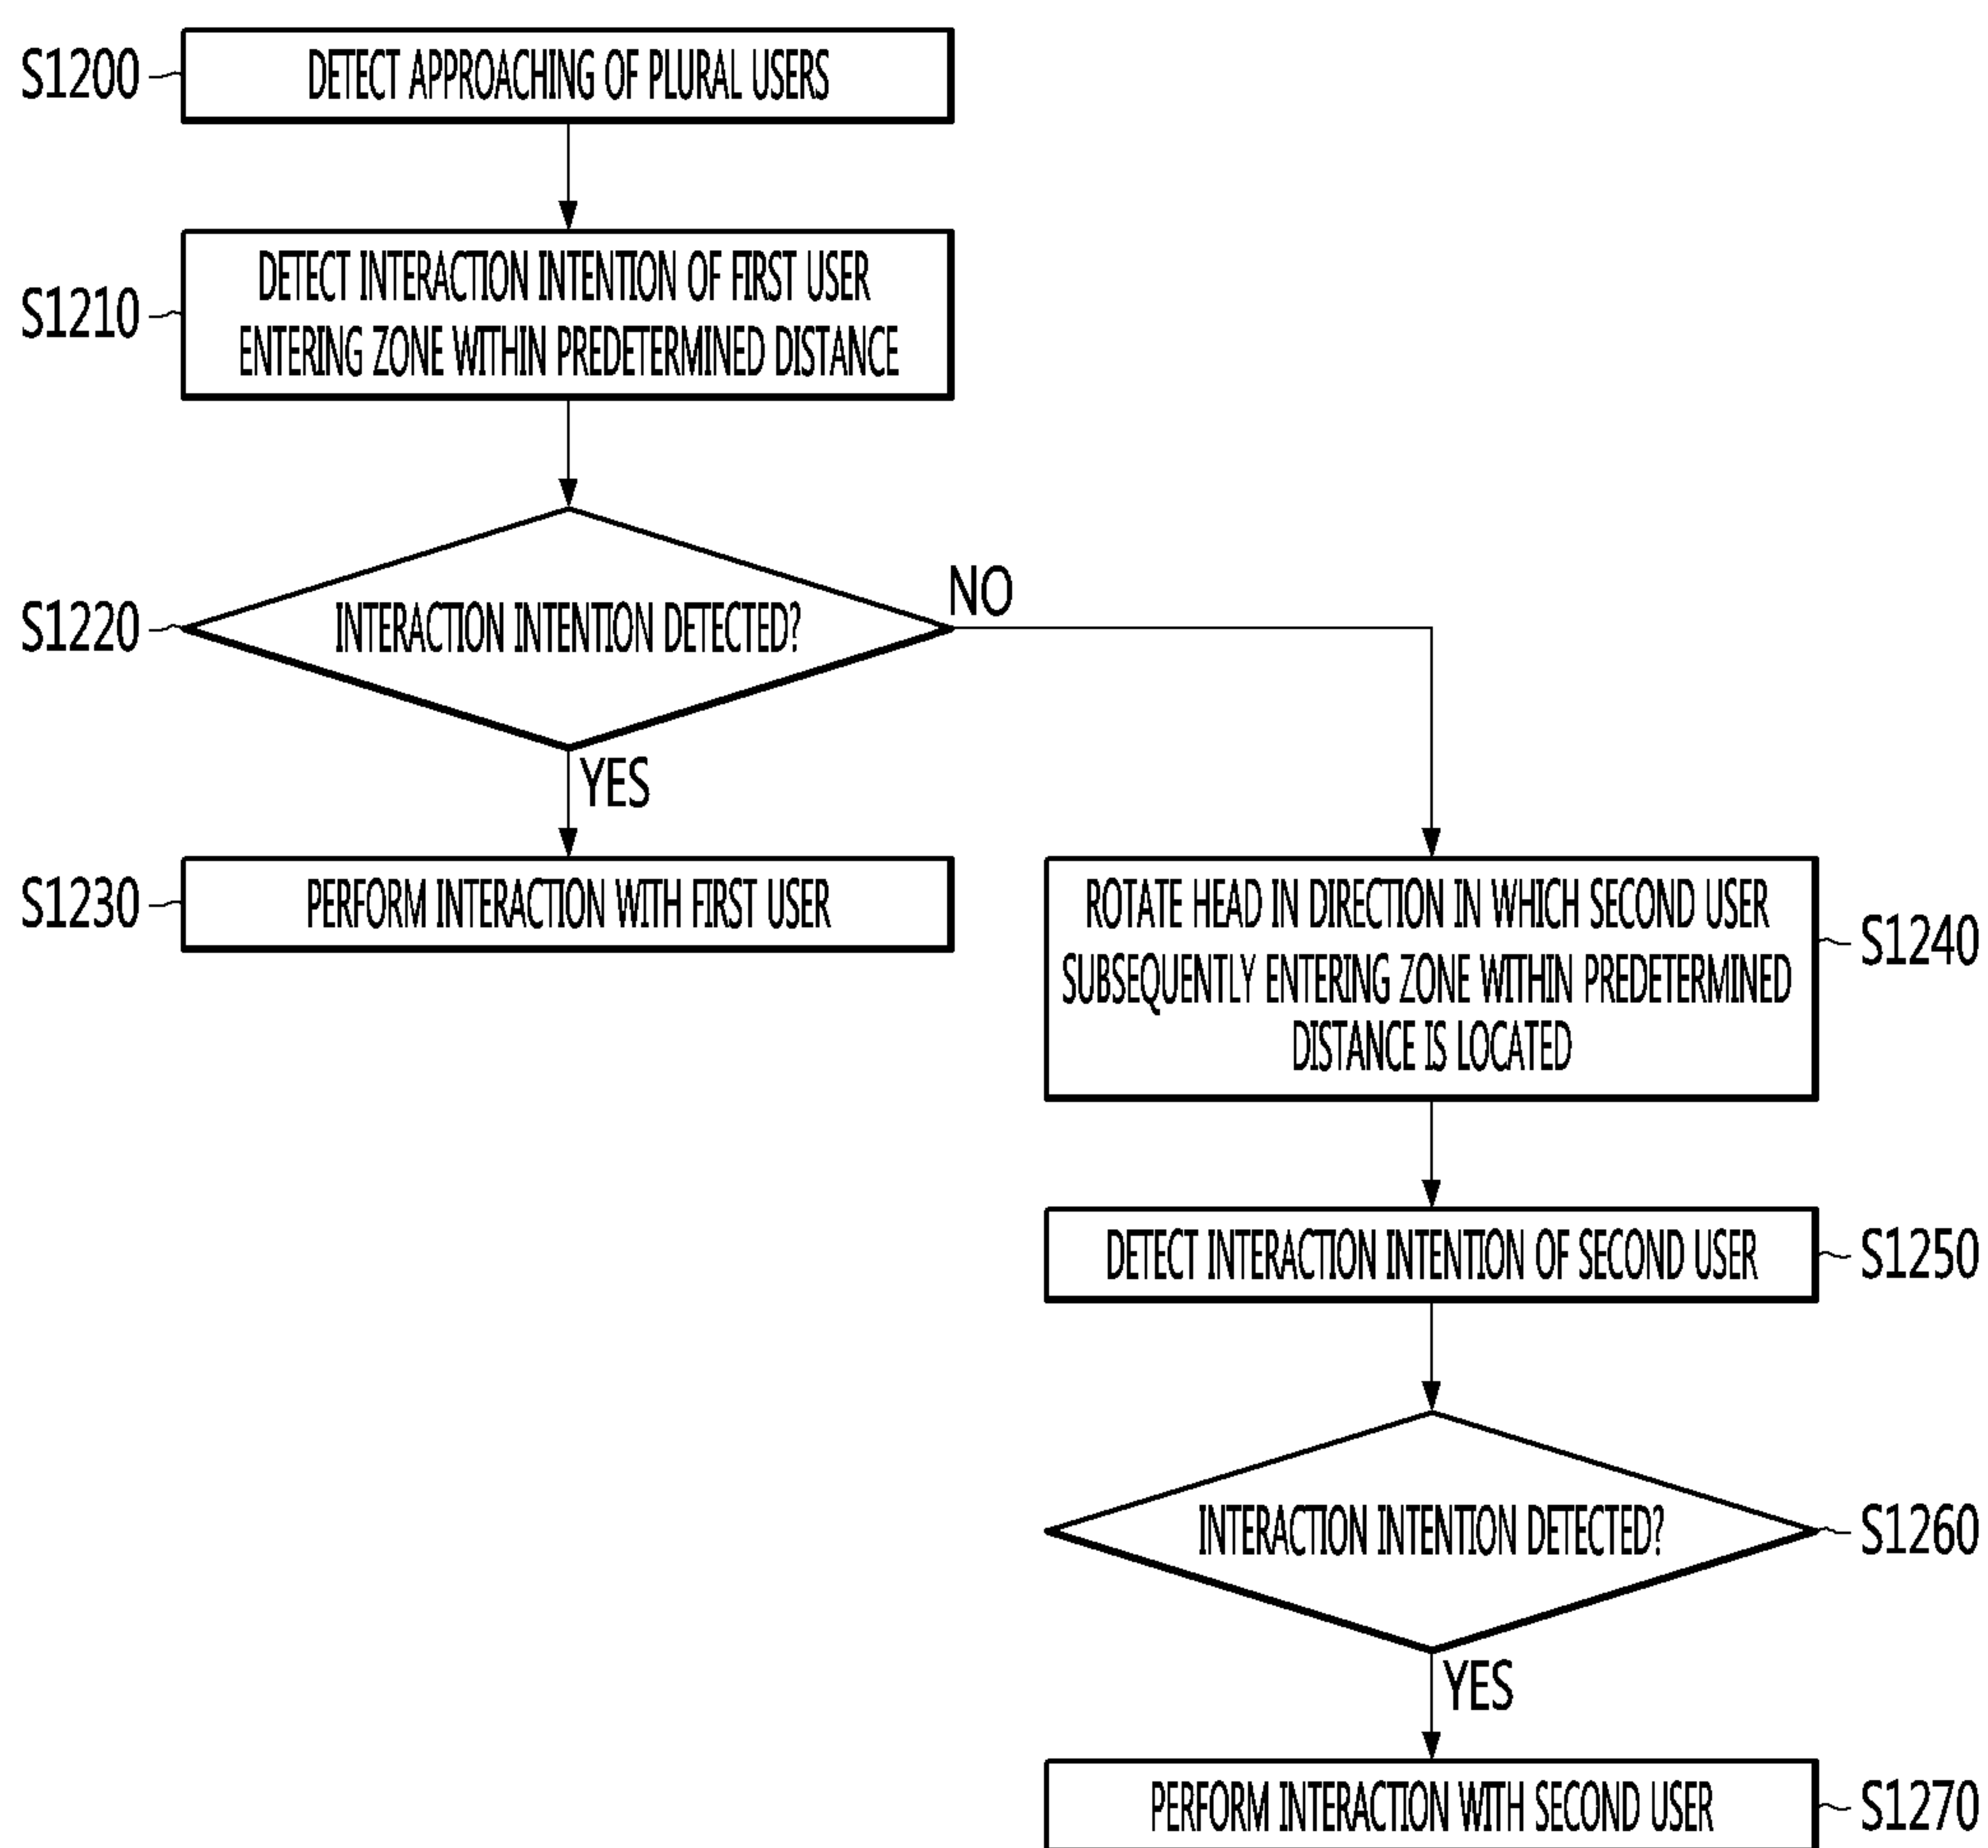 S1200
DETECT APPROACHING OF PLURAL USERS
S1210
DETECT INTERACTION INTENTION OF FIRST USER
ENTERING ZONE WITHIN PREDETERMINED DISTANCE
S1220
INTERACTION INTENTION DETECTED?
NO
YES
S1230
PERFORM INTERACTION WITH FIRST USER
ROTATE HEAD IN DIRECTION IN WHICH SECOND USER
SUBSEQUENTLY ENTERING ZONE WITHIN PREDETERMINED
DISTANCE IS LOCATED
S1240
DETECT INTERACTION INTENTION OF SECOND USER
S1250
INTERACTION INTENTION DETECTED?
S1260
YES
PERFORM INTERACTION WITH SECOND USER
S1270